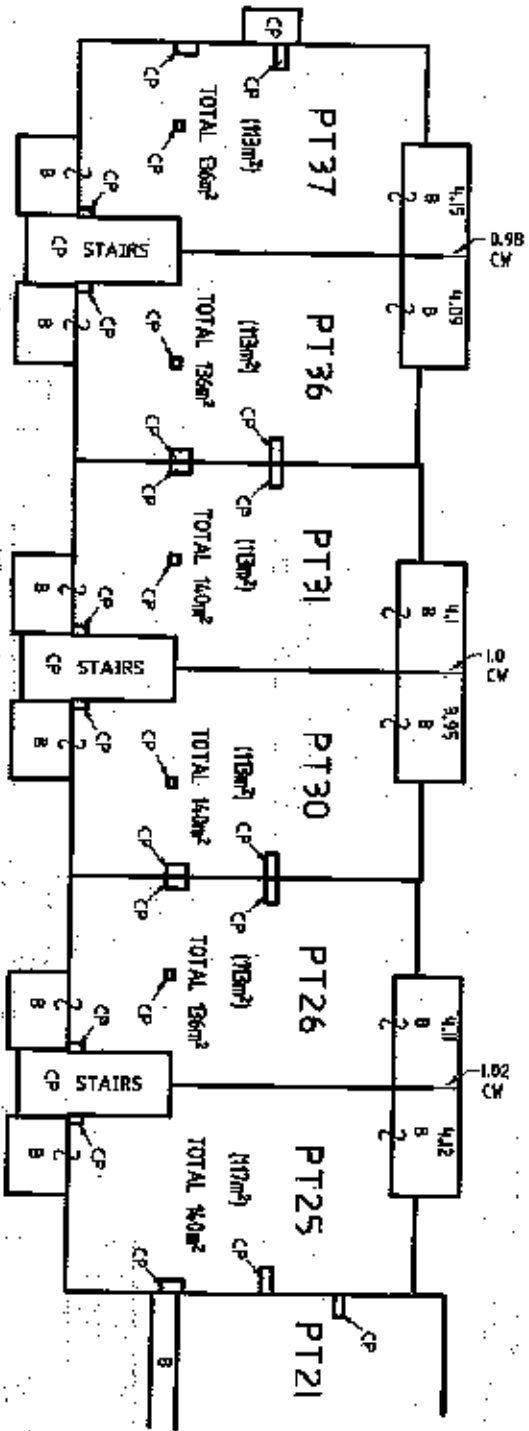 CP
CP
CP
PT37
(113m²)
TOTAL 136m²
CP
B
CP
4.15
B
0.98
CW
STAIRS
CP
B
4.09
B
CP
PT36
(113m²)
TOTAL 136m²
CP
CP
CP
CP
CP
PT31
(113m²)
TOTAL 140m²
CP
B
CP
4.1
B
1.0
CW
STAIRS
CP
B
3.95
B
CP
PT30
(113m²)
TOTAL 140m²
CP
CP
CP
CP
CP
PT26
(113m²)
TOTAL 136m²
CP
B
CP
4.11
B
1.02
CW
STAIRS
CP
B
4.12
B
CP
PT25
(117m²)
TOTAL 140m²
CP
CP
CP
PT21
B